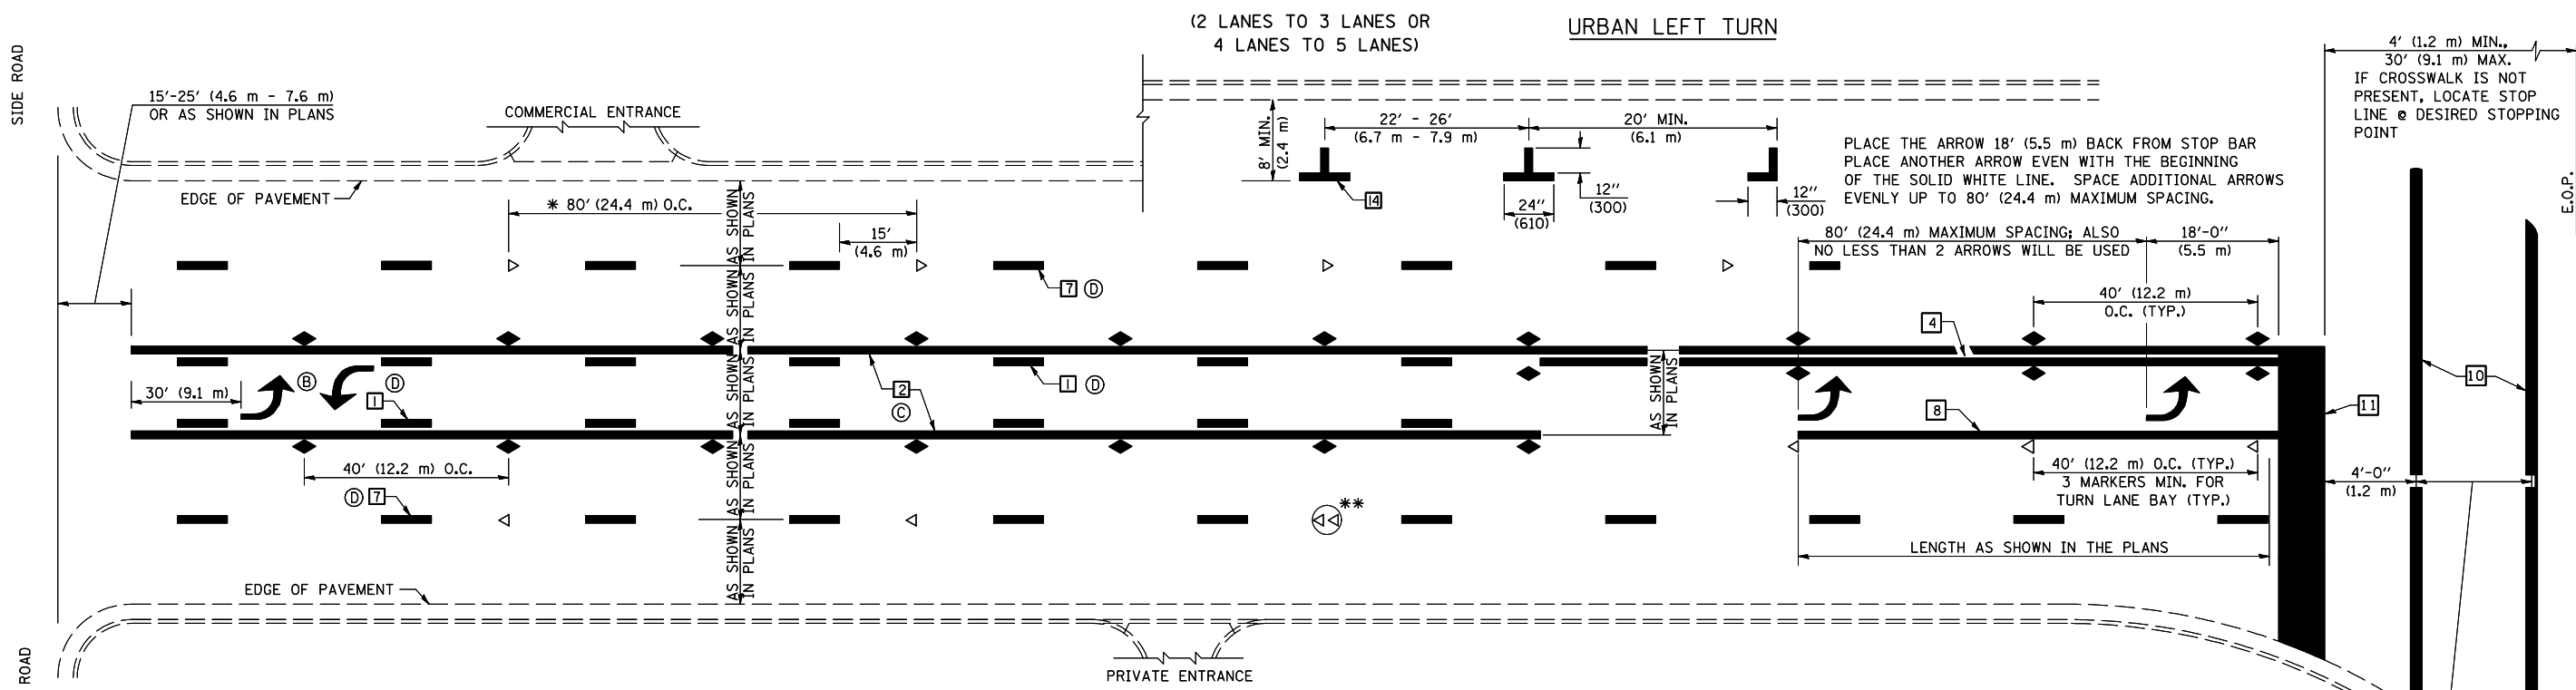 (2 LANES TO 3 LANES OR
4 LANES TO 5 LANES)
URBAN LEFT TURN
SIDE ROAD
15'-25' (4.6 m - 7.6 m)
OR AS SHOWN IN PLANS
COMMERCIAL ENTRANCE
EDGE OF PAVEMENT
* 80' (24.4 m) O.C.
15'
(4.6 m)
8' MIN.
(2.4 m)
22' - 26'
(6.7 m - 7.9 m)
20' MIN.
(6.1 m)
14
24"
(610)
12"
(300)
12"
(300)
4' (1.2 m) MIN.,
30' (9.1 m) MAX.
IF CROSSWALK IS NOT
PRESENT, LOCATE STOP
LINE @ DESIRED STOPPING
POINT
E.O.P.
PLACE THE ARROW 18' (5.5 m) BACK FROM STOP BAR
PLACE ANOTHER ARROW EVEN WITH THE BEGINNING
OF THE SOLID WHITE LINE. SPACE ADDITIONAL ARROWS
EVENLY UP TO 80' (24.4 m) MAXIMUM SPACING.
80' (24.4 m) MAXIMUM SPACING; ALSO
NO LESS THAN 2 ARROWS WILL BE USED
18'-0"
(5.5 m)
AS SHOWN
IN PLANS
AS SHOWN
IN PLANS
AS SHOWN
IN PLANS
AS SHOWN
IN PLANS
AS SHOWN
IN PLANS
7 D
40' (12.2 m)
O.C. (TYP.)
4
30' (9.1 m)
B
D
1
2
C
1 D
AS SHOWN
IN PLANS
8
11
10
40' (12.2 m) O.C.
D 7
**
40' (12.2 m) O.C. (TYP.)
3 MARKERS MIN. FOR
TURN LANE BAY (TYP.)
4'-0"
(1.2 m)
LENGTH AS SHOWN IN THE PLANS
EDGE OF PAVEMENT
PRIVATE ENTRANCE
ROAD